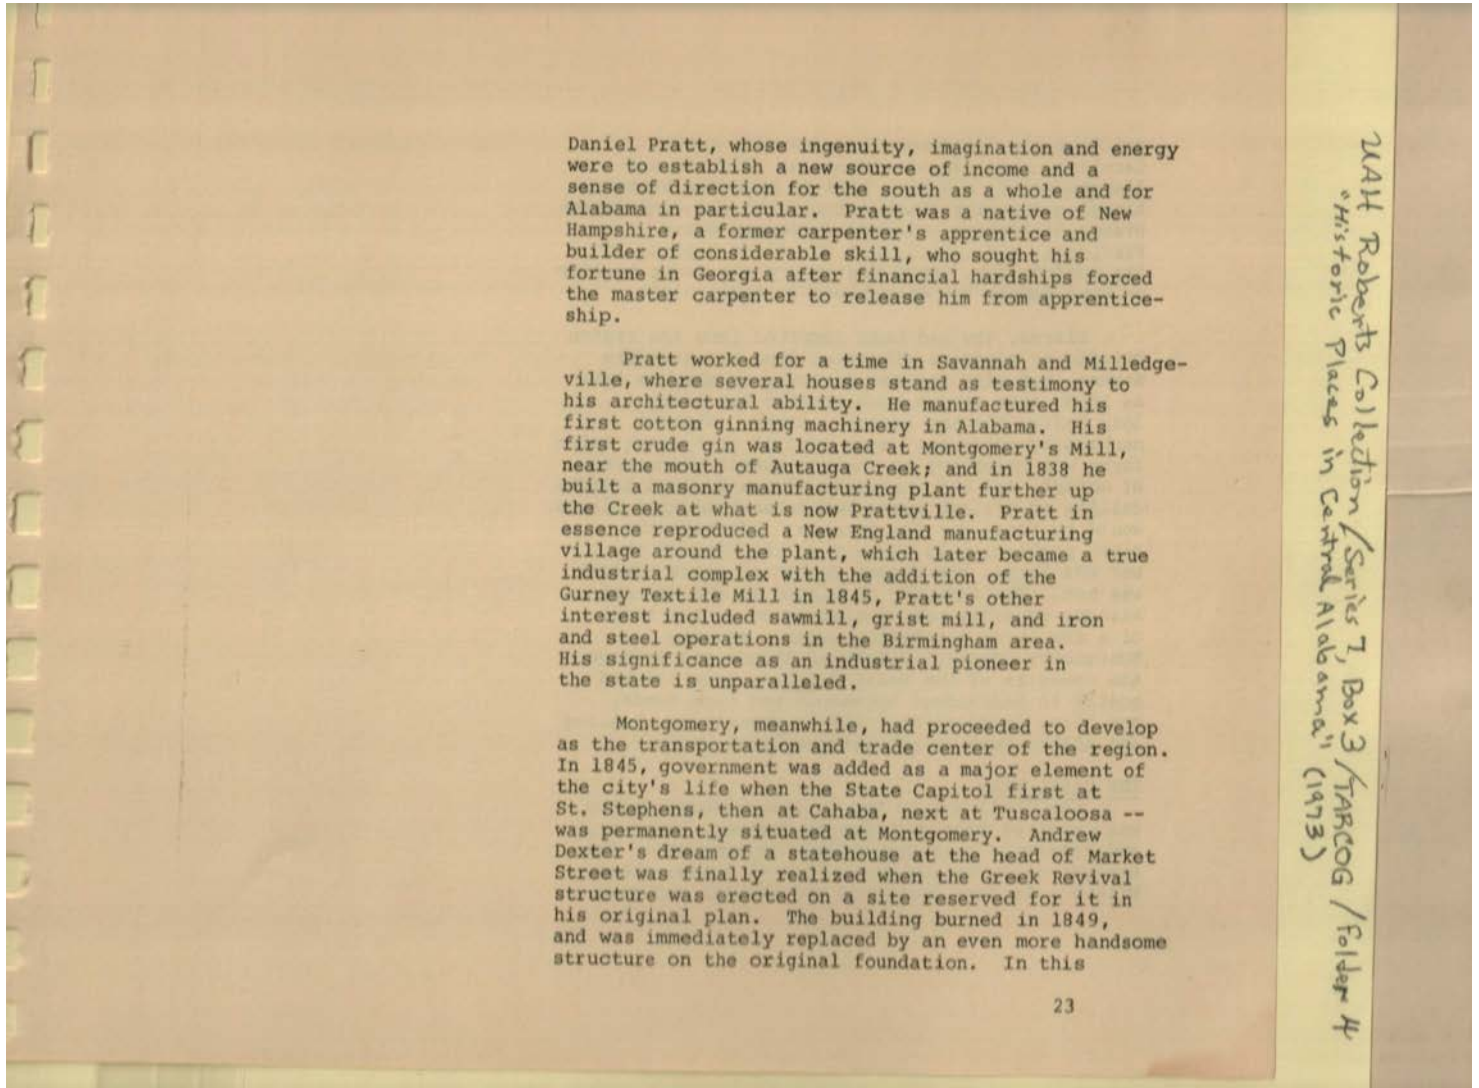 Daniel Pratt, whose ingenuity, imagination and energy
were to establish a new source of income and a
sense of direction for the south as a whole and for
Alabama in particular.  Pratt was a native of New
Hampshire, a former carpenter's apprentice and
builder of considerable skill, who sought his
fortune in Georgia after financial hardships forced
the master carpenter to release him from apprentice-
ship.
Pratt worked for a time in Savannah and Milledge-
ville, where several houses stand as testimony to
his architectural ability.  He manufactured his
first cotton ginning machinery in Alabama.  His
first crude gin was located at Montgomery's Mill,
near the mouth of Autauga Creek; and in 1838 he
built a masonry manufacturing plant further up
the Creek at what is now Prattville.  Pratt in
essence reproduced a New England manufacturing
village around the plant, which later became a true
industrial complex with the addition of the
Gurney Textile Mill in 1845, Pratt's other
interest included sawmill, grist mill, and iron
and steel operations in the Birmingham area.
His significance as an industrial pioneer in
the state is unparalleled.
Montgomery, meanwhile, had proceeded to develop
as the transportation and trade center of the region.
In 1845, government was added as a major element of
the city's life when the State Capitol first at
St. Stephens, then at Cahaba, next at Tuscaloosa --
was permanently situated at Montgomery.  Andrew
Dexter's dream of a statehouse at the head of Market
Street was finally realized when the Greek Revival
structure was erected on a site reserved for it in
his original plan.  The building burned in 1849,
and was immediately replaced by an even more handsome
structure on the original foundation.  In this
23
UAH Roberts Collection/Series 7, Box 3/TARCOG/Folder 4
"Historic Places in Central Alabama" (1973)